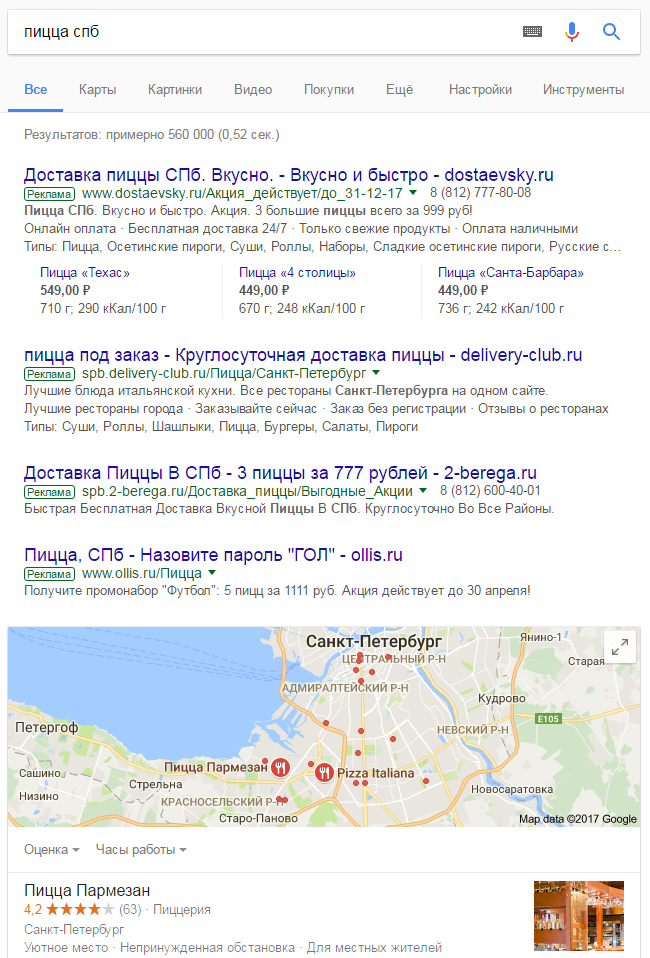 пицца спб
Все Карты Картинки Видео Покупки Ещё Настройки Инструменты
Результатов: примерно 560 000 (0,52 сек.)
Доставка пиццы СПб. Вкусно. - Вкусно и быстро - dostaevsky.ru
Реклама www.dostaevsky.ru/Акция_действует/до_31-12-17 8 (812) 777-80-08
Пицца СПб. Вкусно и быстро. Акция. 3 большие пиццы всего за 999 руб!
Онлайн оплата · Бесплатная доставка 24/7 · Только свежие продукты · Оплата наличными
Типы: Пицца, Осетинские пироги, Суши, Роллы, Наборы, Сладкие осетинские пироги, Русские с...
Пицца «Техас» Пицца «4 столицы» Пицца «Санта-Барбара»
549,00 ₽ 449,00 ₽ 449,00 ₽
710 г; 290 кКал/100 г 670 г; 248 кКал/100 г 736 г; 242 кКал/100 г
пицца под заказ - Круглосуточная доставка пиццы - delivery-club.ru
Реклама spb.delivery-club.ru/Пицца/Санкт-Петербург
Лучшие блюда итальянской кухни. Все рестораны Санкт-Петербурга на одном сайте.
Лучшие рестораны города · Заказывайте сейчас · Заказ без регистрации · Отзывы о ресторанах
Типы: Суши, Роллы, Шашлыки, Пицца, Бургеры, Салаты, Пироги
Доставка Пиццы В СПб - 3 пиццы за 777 рублей - 2-berega.ru
Реклама spb.2-berega.ru/Доставка_пиццы/Выгодные_Акции 8 (812) 600-40-01
Быстрая Бесплатная Доставка Вкусной Пиццы В СПб. Круглосуточно Во Все Районы.
Пицца, СПб - Назовите пароль "ГОЛ" - ollis.ru
Реклама www.ollis.ru/Пицца
Получите промонабор "Футбол": 5 пицц за 1111 руб. Акция действует до 30 апреля!
Санкт-Петербург Янино-1
ЦЕНТРАЛЬНЫЙ Р-Н Старая
АДМИРАЛТЕЙСКИЙ Р-Н
Кудрово
Петергоф НЕВСКИЙ Р-Н E105
Пицца Пармезан Pizza Italiana
Сашино
Стрельна
Низино Новосаратовка
КРАСНОСЕЛЬСКИЙ Р-Н
Старо-Паново
Map data ©2017 Google
Оценка Часы работы
Пицца Пармезан
4,2 (63) · Пиццерия
Санкт-Петербург
Уютное место · Непринужденная обстановка · Для местных жителей